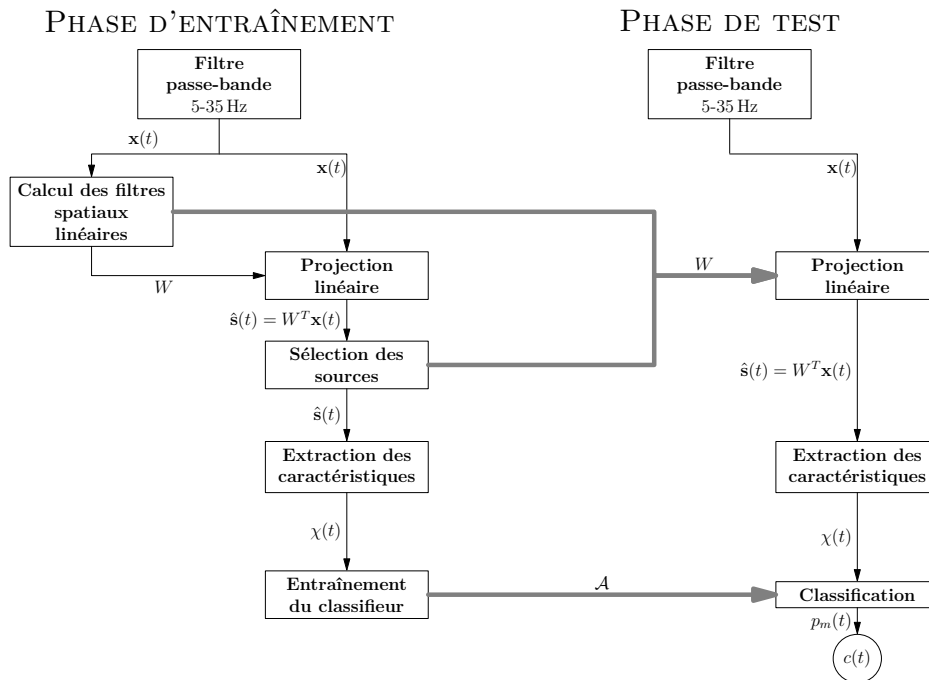 PHASE D'ENTRAÎNEMENT
Filtre
passe-bande
5-35 Hz
x(t)
x(t)
Calcul des filtres
spatiaux
linéaires
W
Projection
linéaire
ŝ(t) = W^T x(t)
Sélection des
sources
ŝ(t)
Extraction des
caractéristiques
χ(t)
Entraînement
du classifieur
W
𝒜
PHASE DE TEST
Filtre
passe-bande
5-35 Hz
x(t)
Projection
linéaire
ŝ(t) = W^T x(t)
Extraction des
caractéristiques
χ(t)
Classification
p_m(t)
c(t)